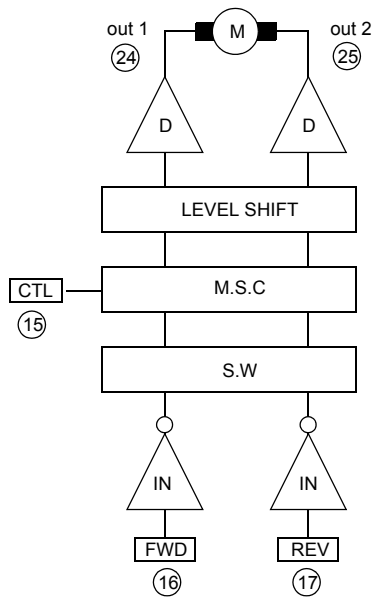 out 1
M
out 2
24
25
D
D
LEVEL SHIFT
CTL
M.S.C
15
S.W
IN
IN
FWD
REV
16
17